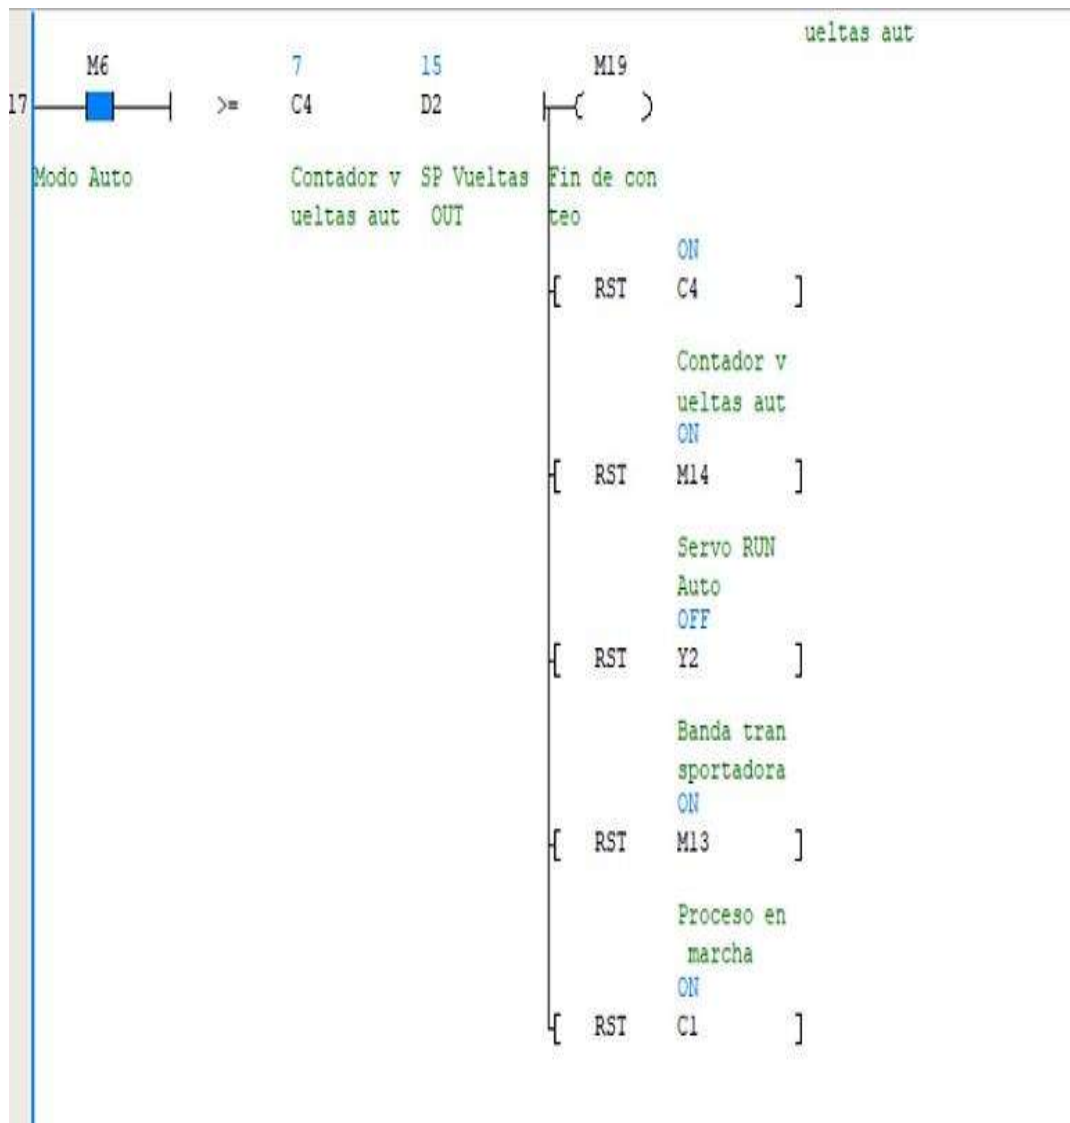 ueltas aut
M6 7 15 M19
17 >= C4 D2 ( )
Modo Auto Contador v SP Vueltas Fin de con
ueltas aut OUT teo
ON
[ RST C4 ]
Contador v
ueltas aut
ON
[ RST M14 ]
Servo RUN
Auto
OFF
[ RST Y2 ]
Banda tran
sportadora
ON
[ RST M13 ]
Proceso en
marcha
ON
[ RST C1 ]